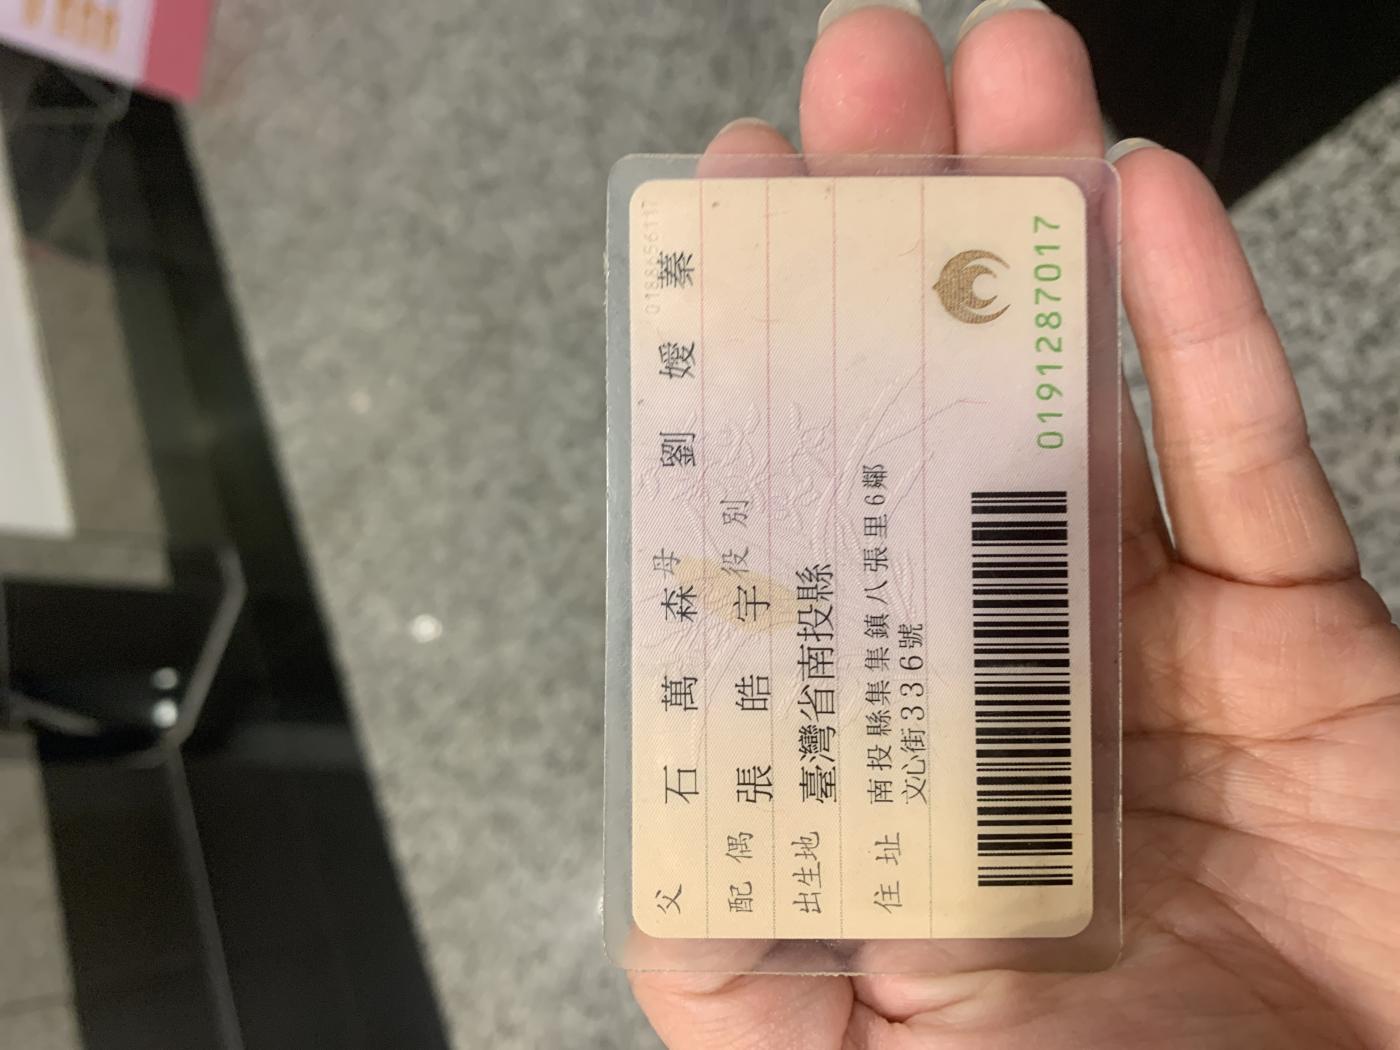 0188656117
父 石萬森 母 劉嬡蓁
配偶 張皓宇 役別
出生地 臺灣省南投縣
住址 南投縣集集鎮八張里6鄰
文心街336號
0191287017